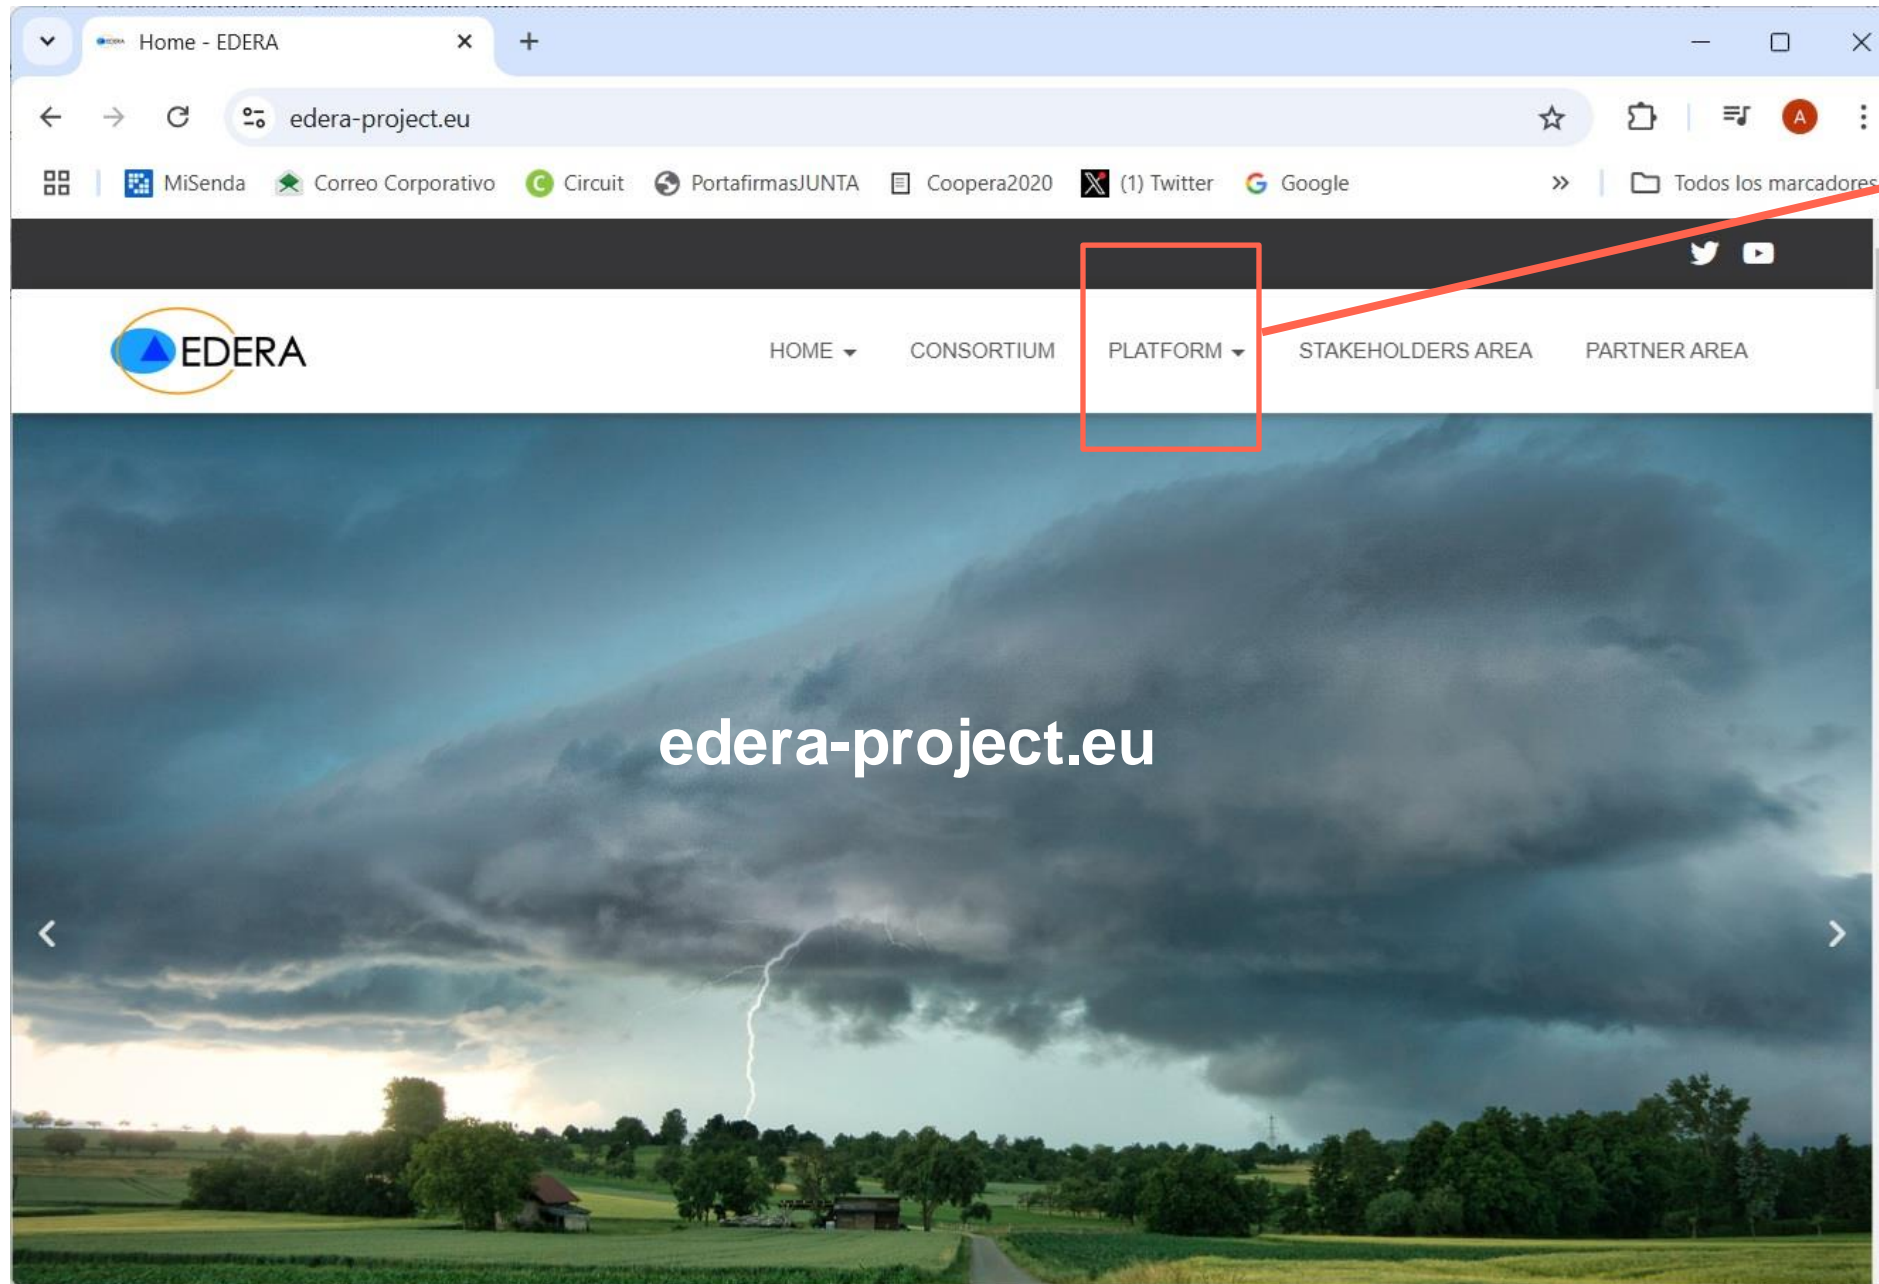 Home - EDERA
edera-project.eu
A
MiSenda Correo Corporativo C Circuit PortafirmasJUNTA Coopera2020 (1) Twitter G Google » Todos los marcadores
EDERA HOME CONSORTIUM PLATFORM STAKEHOLDERS AREA PARTNER AREA
edera-project.eu